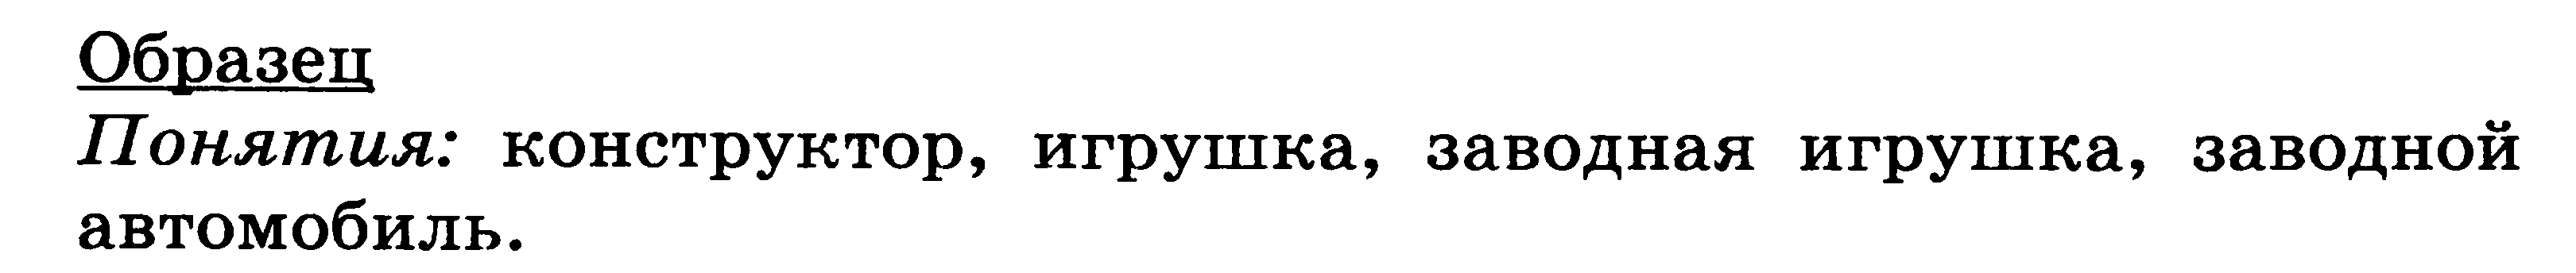 Образец
Понятия: конструктор, игрушка, заводная игрушка, заводной
автомобиль.